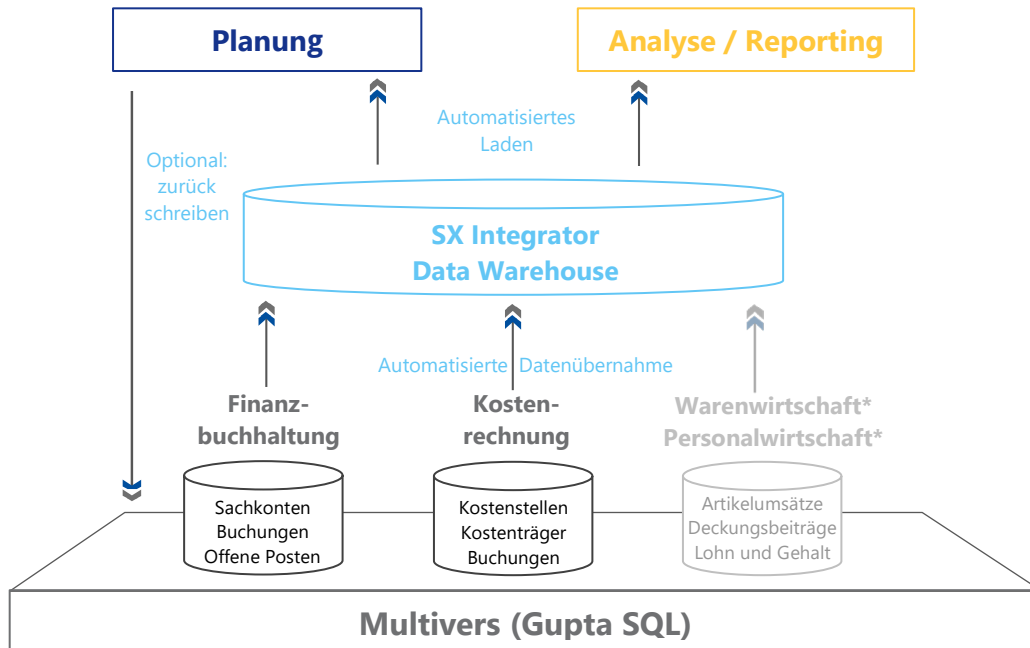 Planung
Analyse / Reporting
Automatisiertes
Laden
Optional:
zurück
schreiben
SX Integrator
Data Warehouse
Automatisierte Datenübernahme
Finanz-
buchhaltung
Kosten-
rechnung
Warenwirtschaft*
Personalwirtschaft*
Sachkonten
Buchungen
Offene Posten
Kostenstellen
Kostenträger
Buchungen
Artikelumsätze
Deckungsbeiträge
Lohn und Gehalt
Multivers (Gupta SQL)